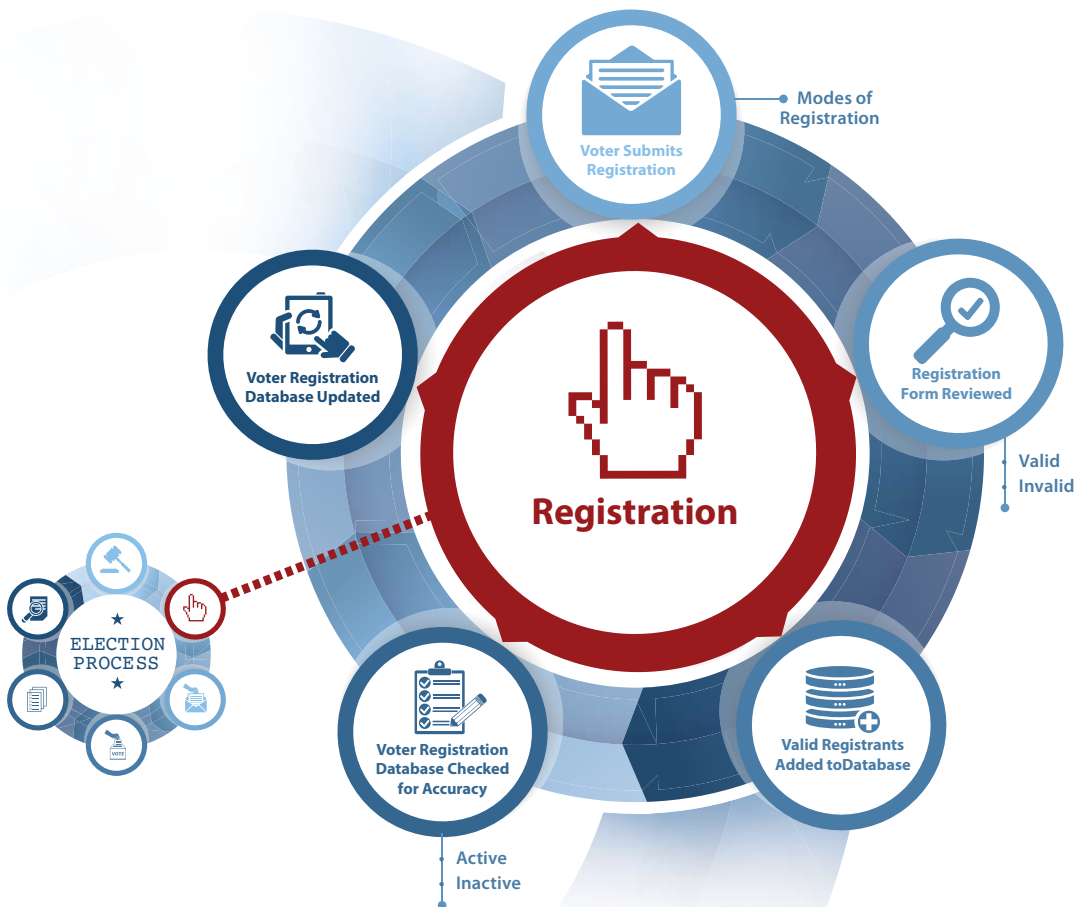 Voter Submits
Registration
Modes of
Registration
Registration
Form Reviewed
Valid
Invalid
Valid Registrants
Added toDatabase
Voter Registration
Database Checked
for Accuracy
Active
Inactive
Voter Registration
Database Updated
Registration
ELECTION
PROCESS
VOTE